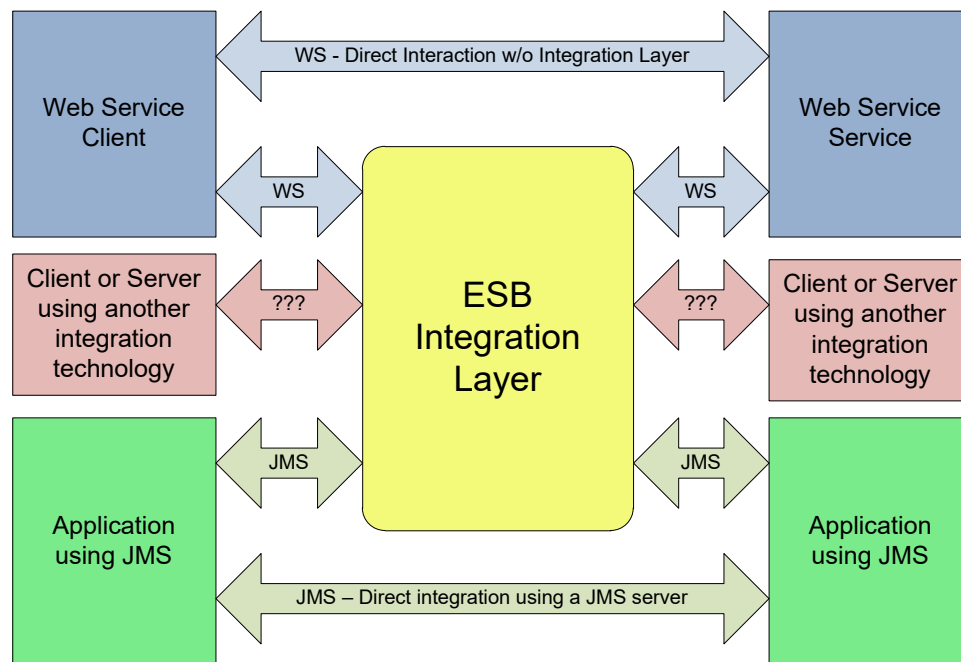 WS - Direct Interaction w/o Integration Layer
Web Service
Client
Web Service
Service
WS
WS
Client or Server
using another
integration
technology
???
ESB
Integration
Layer
???
Client or Server
using another
integration
technology
JMS
JMS
Application
using JMS
Application
using JMS
JMS – Direct integration using a JMS server